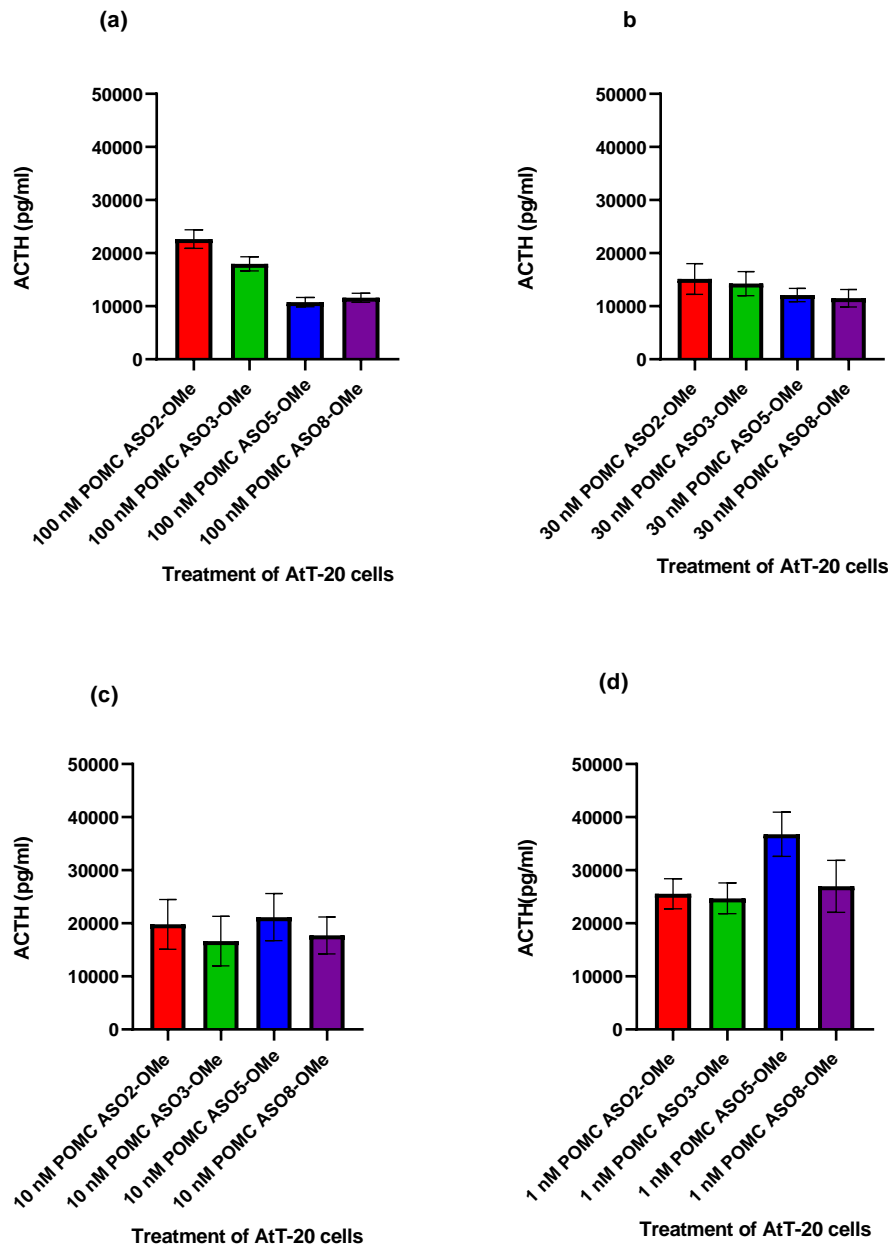 (a)
ACTH (pg/ml)
50000
40000
30000
20000
10000
0
100 nM POMC ASO2-OMe
100 nM POMC ASO3-OMe
100 nM POMC ASO5-OMe
100 nM POMC ASO8-OMe
Treatment of AtT-20 cells
b
ACTH (pg/ml)
50000
40000
30000
20000
10000
0
30 nM POMC ASO2-OMe
30 nM POMC ASO3-OMe
30 nM POMC ASO5-OMe
30 nM POMC ASO8-OMe
Treatment of AtT-20 cells
(c)
ACTH (pg/ml)
50000
40000
30000
20000
10000
0
10 nM POMC ASO2-OMe
10 nM POMC ASO3-OMe
10 nM POMC ASO5-OMe
10 nM POMC ASO8-OMe
Treatment of AtT-20 cells
(d)
ACTH(pg/ml)
50000
40000
30000
20000
10000
0
1 nM POMC ASO2-OMe
1 nM POMC ASO3-OMe
1 nM POMC ASO5-OMe
1 nM POMC ASO8-OMe
Treatment of AtT-20 cells